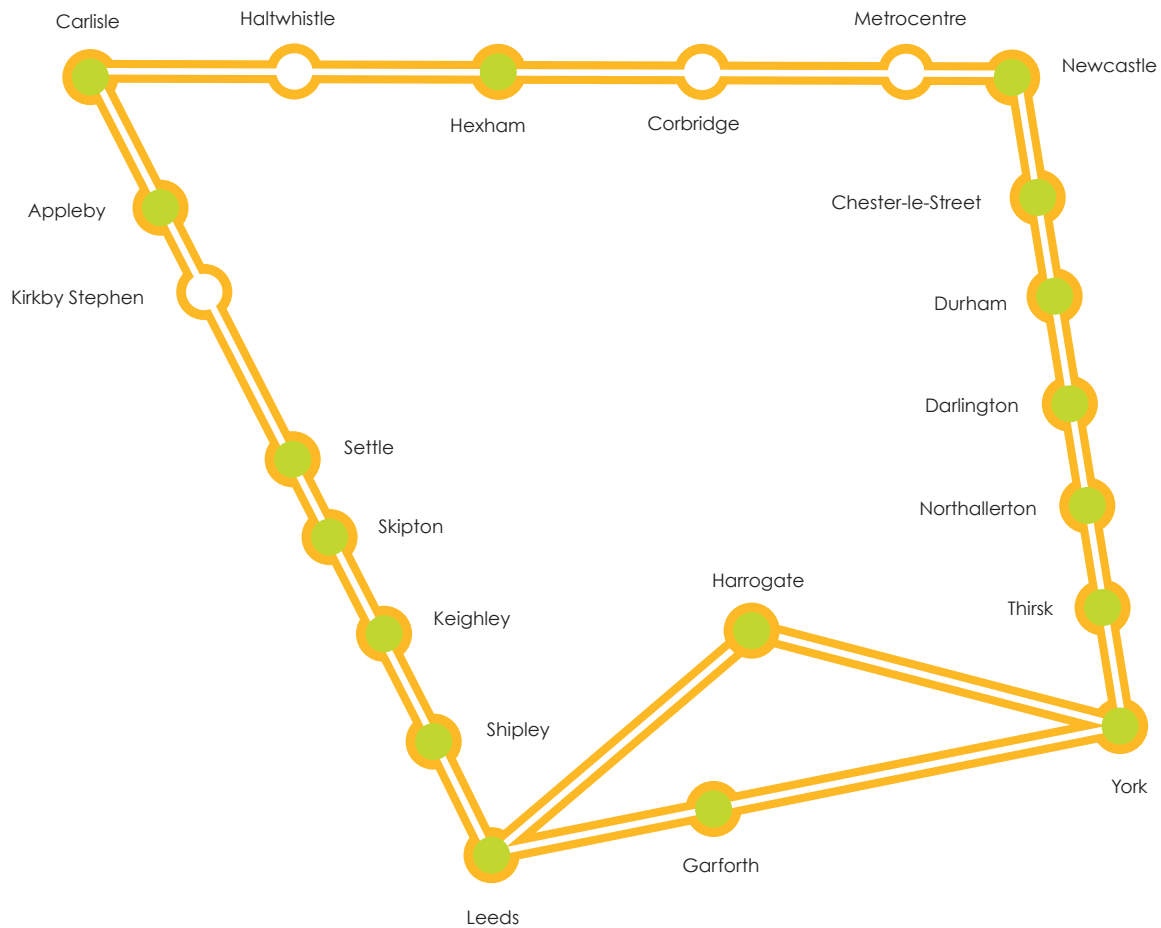 Carlisle
Haltwhistle
Metrocentre
Newcastle
Hexham
Corbridge
Chester-le-Street
Appleby
Kirkby Stephen
Durham
Darlington
Settle
Northallerton
Skipton
Harrogate
Thirsk
Keighley
Shipley
York
Garforth
Leeds